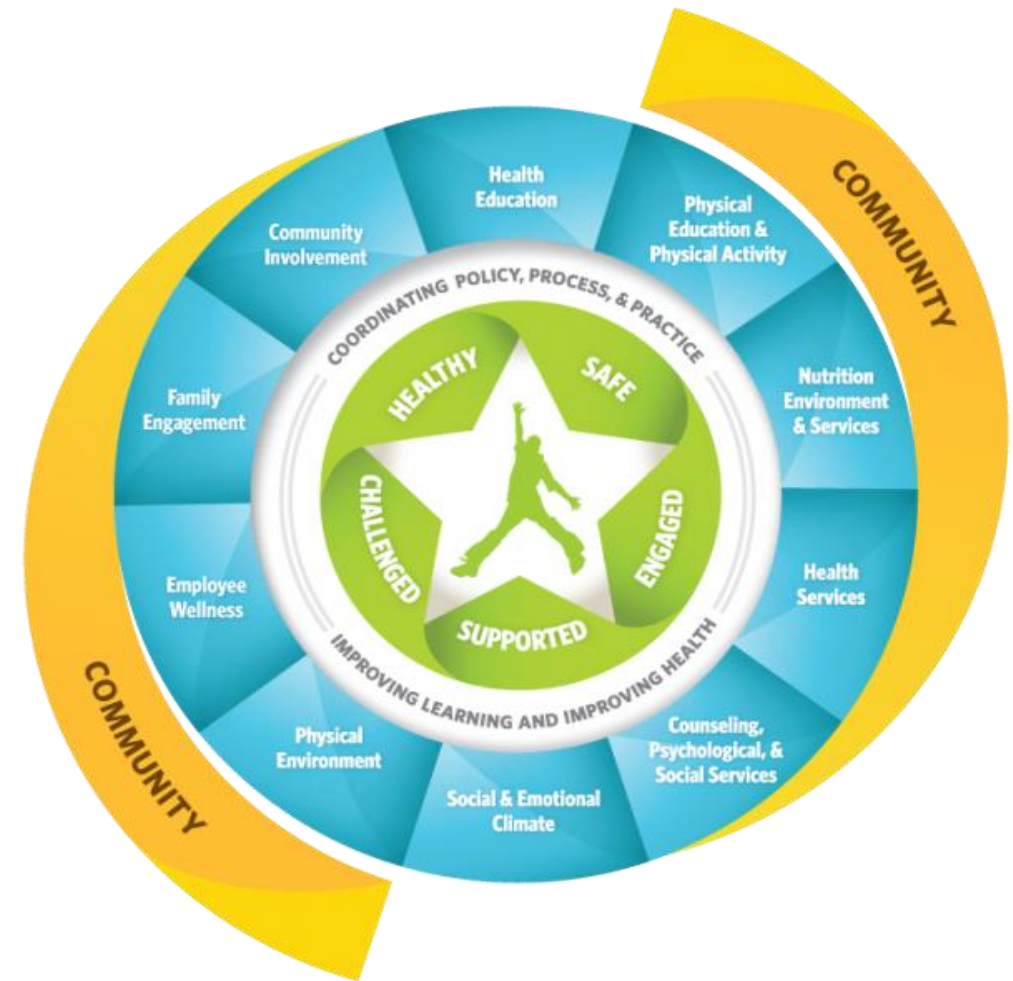 COMMUNITY
Health
Education
Physical
Education &
Physical Activity
Nutrition
Environment
& Services
Health
Services
Counseling,
Psychological, &
Social Services
Social & Emotional
Climate
Physical
Environment
Employee
Wellness
Family
Engagement
Community
Involvement
COORDINATING POLICY, PROCESS, & PRACTICE
IMPROVING LEARNING AND IMPROVING HEALTH
HEALTHY
SAFE
ENGAGED
SUPPORTED
CHALLENGED
COMMUNITY